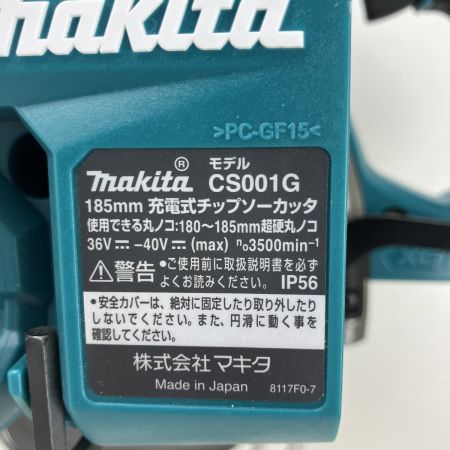 makita
>PC-GF15<
モデル
makita® CS001G
185mm 充電式チップソーカッタ
使用できる丸ノコ:180～185mm超硬丸ノコ
36V⎓ -40V⎓ (max) n₀3500min⁻¹
⚠警告 •ご使用前に取扱説明書を必ず
よくお読みください。 IP56
•安全カバーは、絶対に固定したり取り外したり
しないでください。また、円滑に動く事を
確認してください。
株式会社 マキタ
Made in Japan 8117F0-7